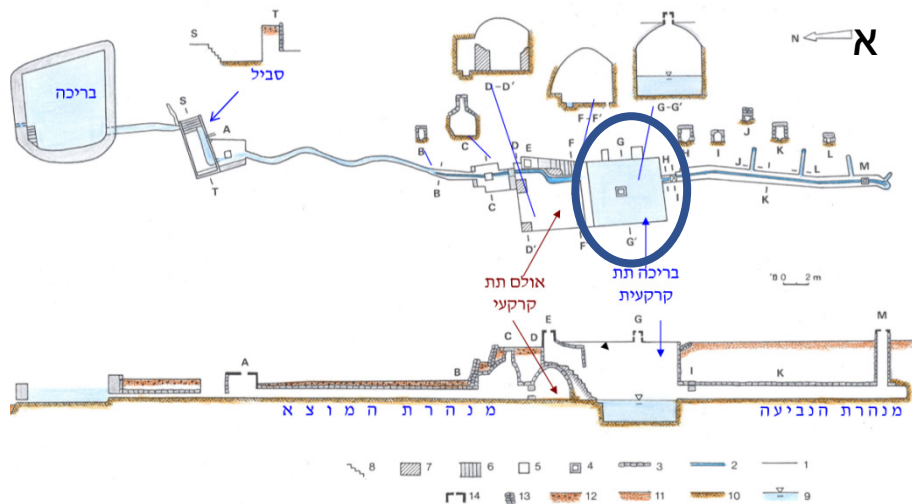 א
N
S
T
סביל
בריכה
S
A
T
D-D'
F-F'
G-G'
B
C
B
C
D
E
F
G
H
I
H
I
J
K
L
J
K
L
M
B
C
D'
F
G'
I
K
אולם תת
קרקעי
בריכה תת
קרקעית
0 2 m
מ'
A
B
C
D
E
G
I
K
M
מנהרת המוצא
מנהרת הנביעה
8 7 6 5 4 3 2 1
14 13 12 11 10 9